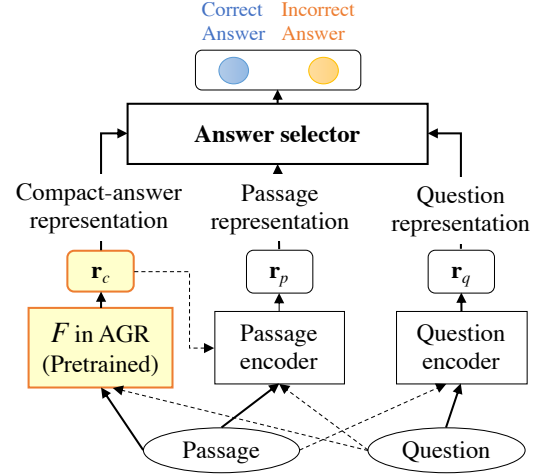 Correct Incorrect
Answer Answer
Answer selector
Compact-answer
representation
Passage
representation
Question
representation
r_c
r_p
r_q
F in AGR
(Pretrained)
Passage
encoder
Question
encoder
Passage
Question